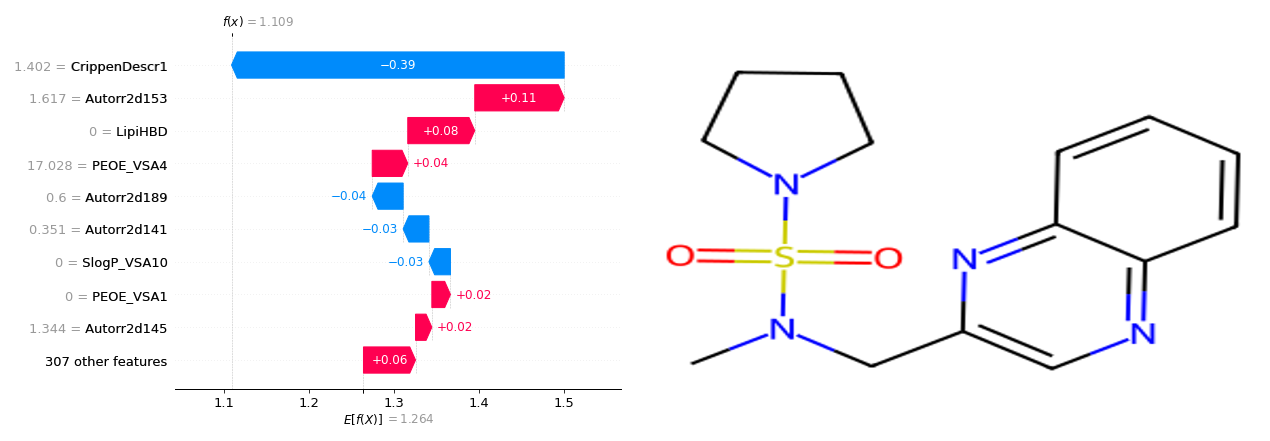 f(x) = 1.109
1.402 = CrippenDescr1
−0.39
1.617 = Autorr2d153
+0.11
0 = LipiHBD
+0.08
17.028 = PEOE_VSA4
+0.04
0.6 = Autorr2d189
−0.04
0.351 = Autorr2d141
−0.03
0 = SlogP_VSA10
−0.03
0 = PEOE_VSA1
+0.02
1.344 = Autorr2d145
+0.02
307 other features
+0.06
1.1 1.2 1.3 1.4 1.5
E[f(X)] = 1.264
N
O S O
N
N
N